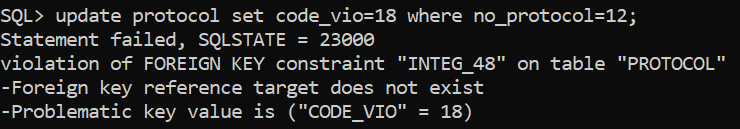 SQL> update protocol set code_vio=18 where no_protocol=12;
Statement failed, SQLSTATE = 23000
violation of FOREIGN KEY constraint "INTEG_48" on table "PROTOCOL"
-Foreign key reference target does not exist
-Problematic key value is ("CODE_VIO" = 18)